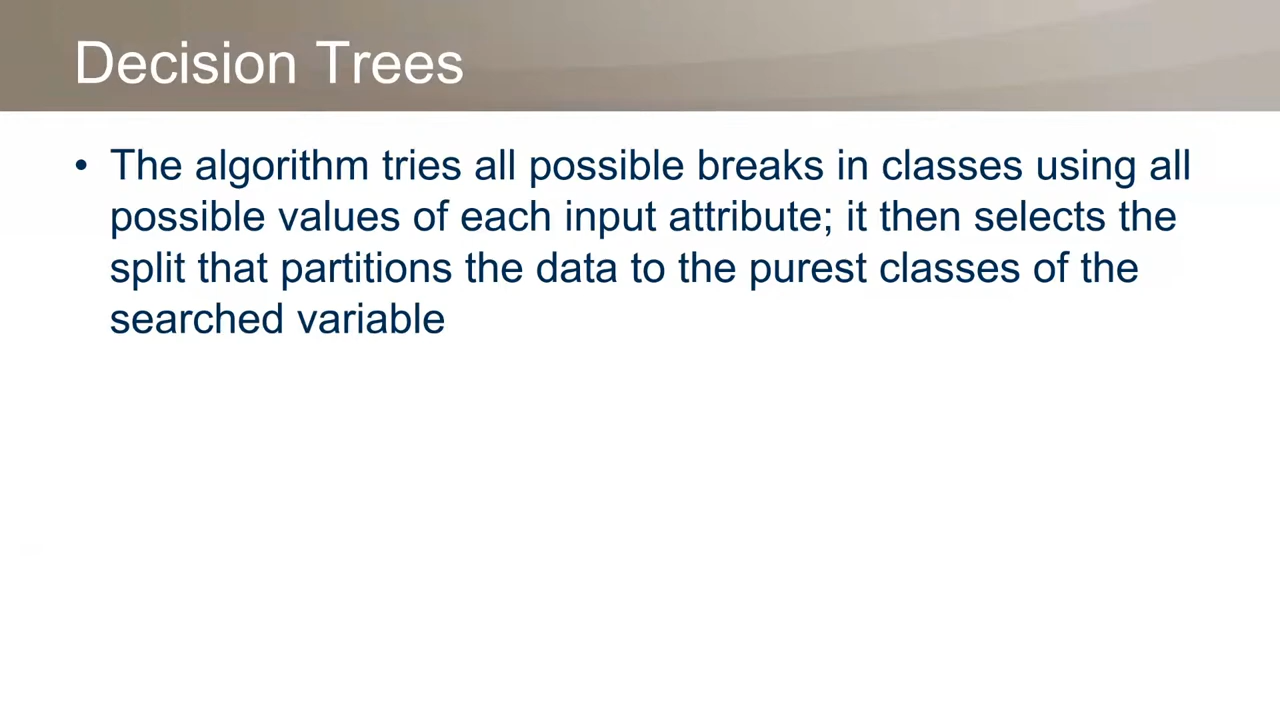 Decision Trees
• The algorithm tries all possible breaks in classes using all
possible values of each input attribute; it then selects the
split that partitions the data to the purest classes of the
searched variable